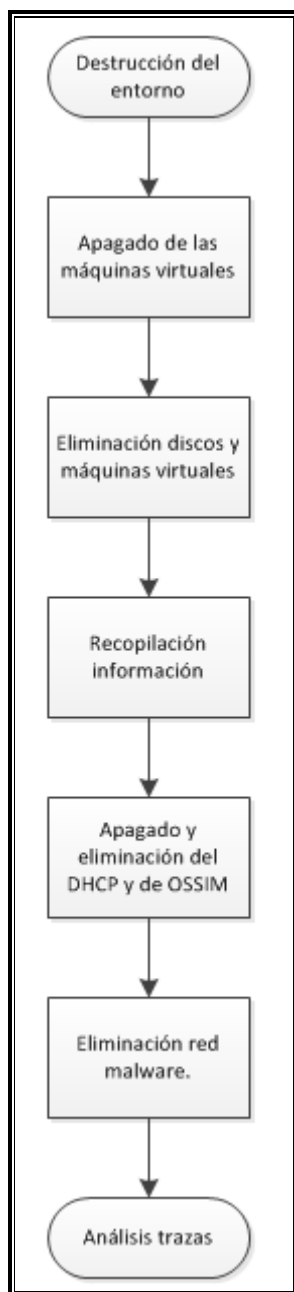 Destrucción del
entorno
Apagado de las
máquinas virtuales
Eliminación discos y
máquinas virtuales
Recopilación
información
Apagado y
eliminación del
DHCP y de OSSIM
Eliminación red
malware.
Análisis trazas